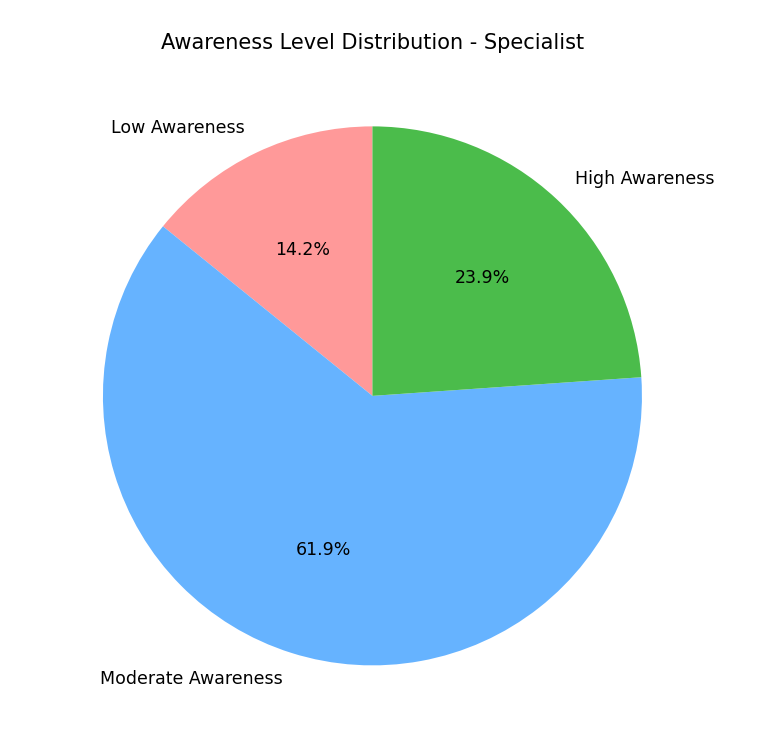 Awareness Level Distribution - Specialist
Low Awareness
High Awareness
14.2%
23.9%
61.9%
Moderate Awareness